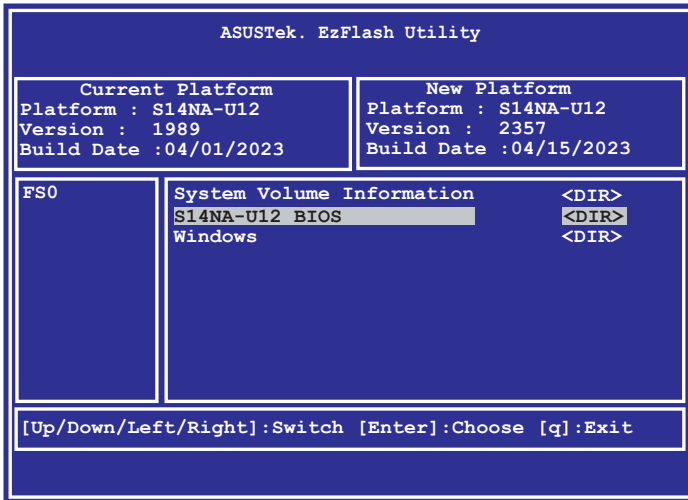 ASUSTek. EzFlash Utility
Current Platform
Platform : S14NA-U12
Version : 1989
Build Date :04/01/2023
New Platform
Platform : S14NA-U12
Version : 2357
Build Date :04/15/2023
FS0
System Volume Information <DIR>
S14NA-U12 BIOS <DIR>
Windows <DIR>
[Up/Down/Left/Right]:Switch [Enter]:Choose [q]:Exit